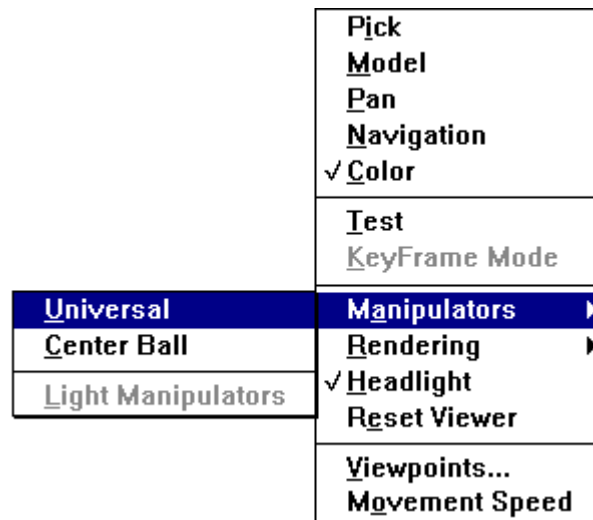 Pick
Model
Pan
Navigation
√ Color
Test
KeyFrame Mode
Manipulators
Rendering
√ Headlight
Reset Viewer
Viewpoints...
Movement Speed
Universal
Center Ball
Light Manipulators